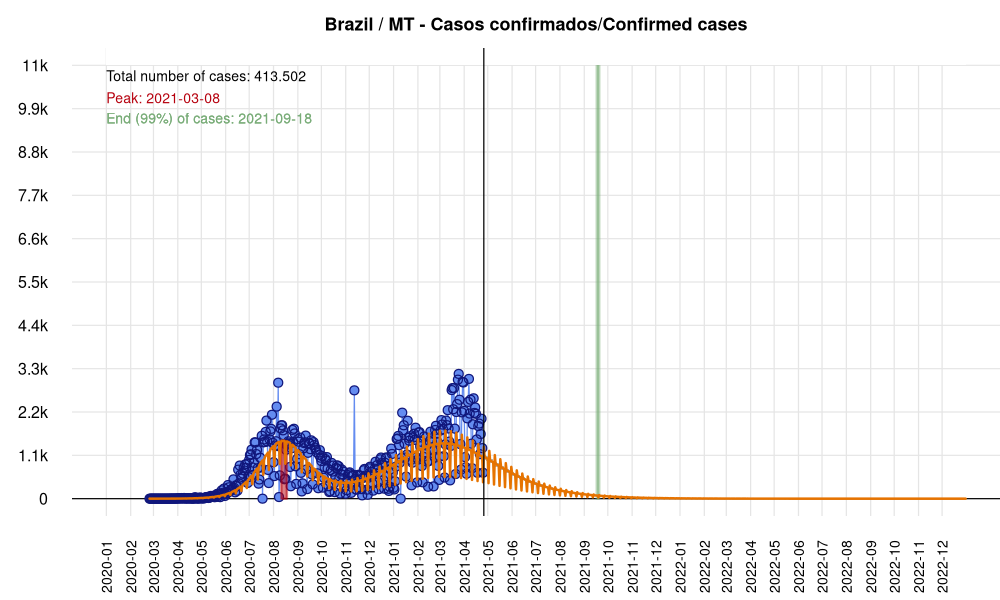 Brazil / MT - Casos confirmados/Confirmed cases
11k
Total number of cases: 413.502
Peak: 2021-03-08
9.9k
End (99%) of cases: 2021-09-18
8.8k
7.7k
6.6k
5.5k
4.4k
3.3k
2.2k
1.1k
0
2020-01
2020-02
2020-03
2020-04
2020-05
2020-06
2020-07
2020-08
2020-09
2020-10
2020-11
2020-12
2021-01
2021-02
2021-03
2021-04
2021-05
2021-06
2021-07
2021-08
2021-09
2021-10
2021-11
2021-12
2022-01
2022-02
2022-03
2022-04
2022-05
2022-06
2022-07
2022-08
2022-09
2022-10
2022-11
2022-12